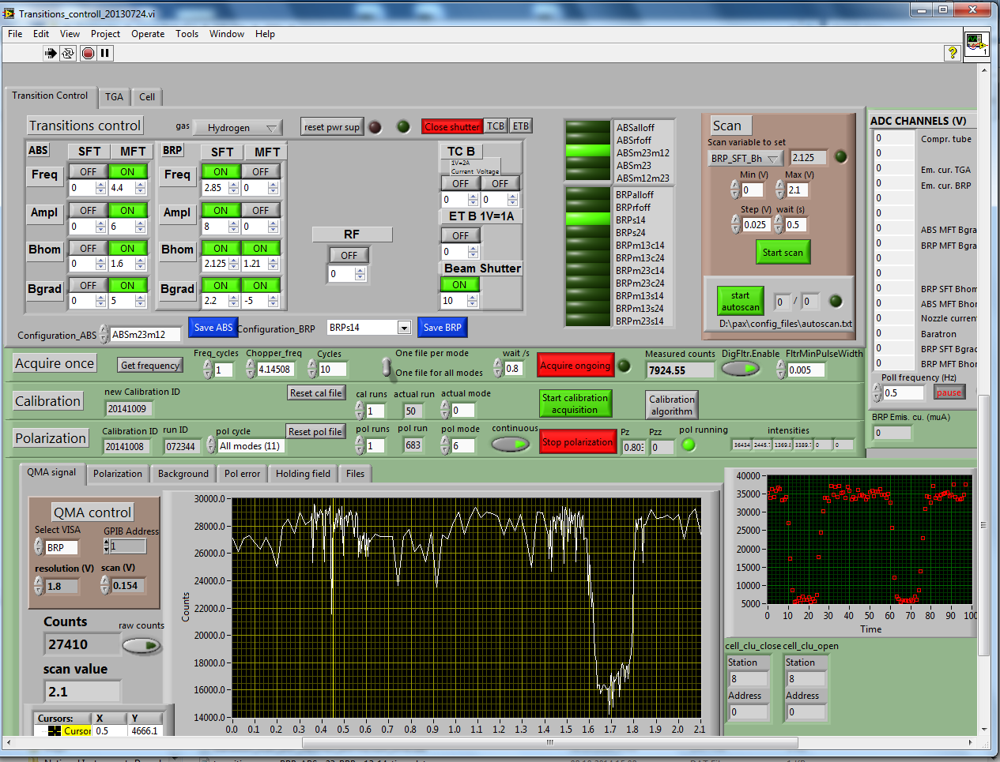 Transitions_controll_20130724.vi
File Edit View Project Operate Tools Window Help
Transition Control TGA Cell
Transitions control
gas Hydrogen
reset pwr sup
Close shutter TCB ETB
ABS SFT MFT
Freq OFF ON
0 4.4
Ampl OFF ON
0 6
Bhom OFF ON
0 1.6
Bgrad OFF ON
0 5
BRP SFT MFT
Freq ON OFF
2.85 0
Ampl ON OFF
8 0
Bhom ON ON
2.125 1.21
Bgrad ON ON
2.2 -5
RF
OFF
0
TC B
1V=2A
Current Voltage
OFF OFF
0 0
ET B 1V=1A
OFF
0
Beam Shutter
ON
10
Configuration_ABS ABSm23m12 Save ABS
Configuration_BRP BRPs14 Save BRP
ABSalloff
ABSrfoff
ABSm23m12
ABSm23
ABSm12m23
BRPalloff
BRPrfoff
BRPs14
BRPs24
BRPm13c14
BRPm13c24
BRPm23c14
BRPm23c24
BRPm13s14
BRPm13s24
BRPm23s14
Scan
Scan variable to set
BRP_SFT_Bh 2.125
Min (V) Max (V)
0 2.1
Step (V) wait (s)
0.025 0.5
Start scan
start autoscan 0 / 0
D:\pax\config_files\autoscan.txt
ADC CHANNELS (V)
0 Compr. tube
0
0 Em. cur. TGA
0 Em. cur. BRP
0
0
0 ABS MFT Bgra
0 BRP MFT Bgra
0
0
0 BRP SFT Bhom
0 ABS MFT Bhor
0 Nozzle current
0 Baratron
0 BRP SFT Bgrac
0 BRP MFT Bhom
Poll frequency (Hz)
0.5 pause
BRP Emis. cu. (muA)
0
Acquire once
Get frequency
Freq_cycles Chopper_freq Cycles
1 4.14508 10
One file per mode
One file for all modes
wait /s
0.8
Acquire ongoing
Measured counts
7924.55
DigFltr.Enable FltrMinPulseWidth
0.005
Calibration
new Calibration ID
20141009
Reset cal file
cal runs actual run actual mode
1 50 0
Start calibration acquisition
Calibration algorithm
Polarization
Calibration ID run ID pol cycle
20141008 072344 All modes (11)
Reset pol file
pol runs pol run pol mode continuous
1 683 6
Stop polarization
Pz Pzz pol running
0.803 0
intensities
36434 2445.7 1369.8 3389.7 0 0
QMA signal Polarization Background Pol error Holding field Files
QMA control
Select VISA GPIB Address
BRP 1
resolution (V) scan (V)
1.8 0.154
Counts
27410
raw counts
scan value
2.1
Cursors: X Y
Cursor 0.5 4666.1
Counts
30000.0
28000.0
26000.0
24000.0
22000.0
20000.0
18000.0
16000.0
14000.0
0.0 0.1 0.2 0.3 0.4 0.5 0.6 0.7 0.8 0.9 1.0 1.1 1.2 1.3 1.4 1.5 1.6 1.7 1.8 1.9 2.0 2.1
40000
35000
30000
25000
20000
15000
10000
5000
0 10 20 30 40 50 60 70 80 90 100
Time
cell_clu_close cell_clu_open
Station Station
8 8
Address Address
0 0